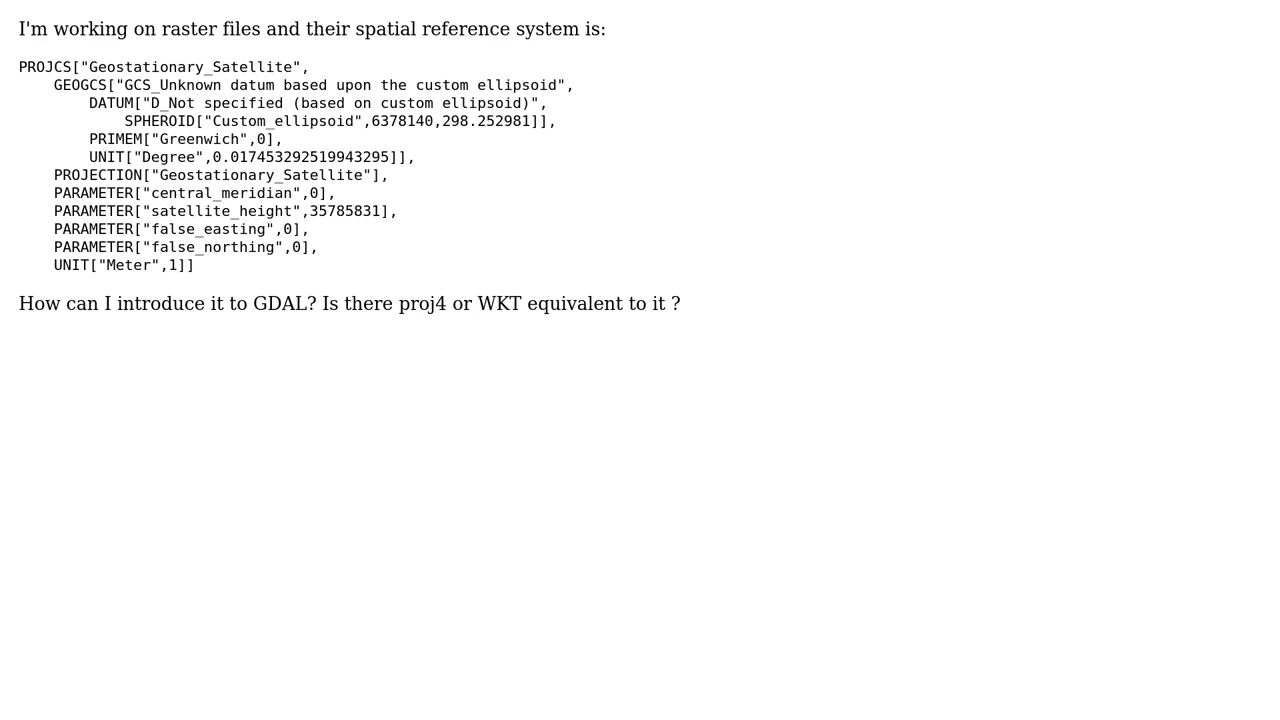 I'm working on raster files and their spatial reference system is:
PROJCS["Geostationary_Satellite",
    GEOGCS["GCS_Unknown datum based upon the custom ellipsoid",
        DATUM["D_Not specified (based on custom ellipsoid)",
            SPHEROID["Custom_ellipsoid",6378140,298.252981]],
        PRIMEM["Greenwich",0],
        UNIT["Degree",0.017453292519943295]],
    PROJECTION["Geostationary_Satellite"],
    PARAMETER["central_meridian",0],
    PARAMETER["satellite_height",35785831],
    PARAMETER["false_easting",0],
    PARAMETER["false_northing",0],
    UNIT["Meter",1]]
How can I introduce it to GDAL? Is there proj4 or WKT equivalent to it ?